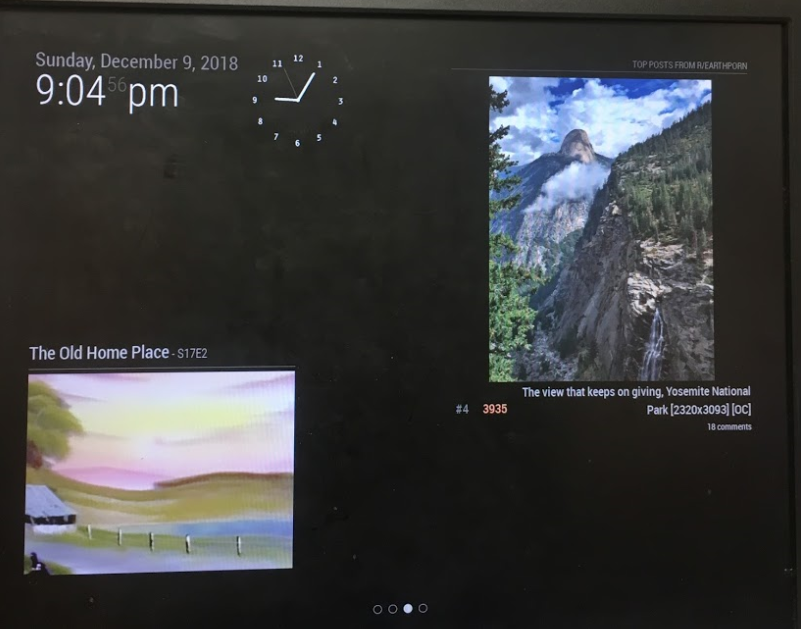 Sunday, December 9, 2018
9:04 56 pm
12
11 1
10 2
9 3
8 4
7 5
6
TOP POSTS FROM R/EARTHPORN
The view that keeps on giving, Yosemite National
#4 3935 Park [2320x3093] [OC]
18 comments
The Old Home Place - S17E2